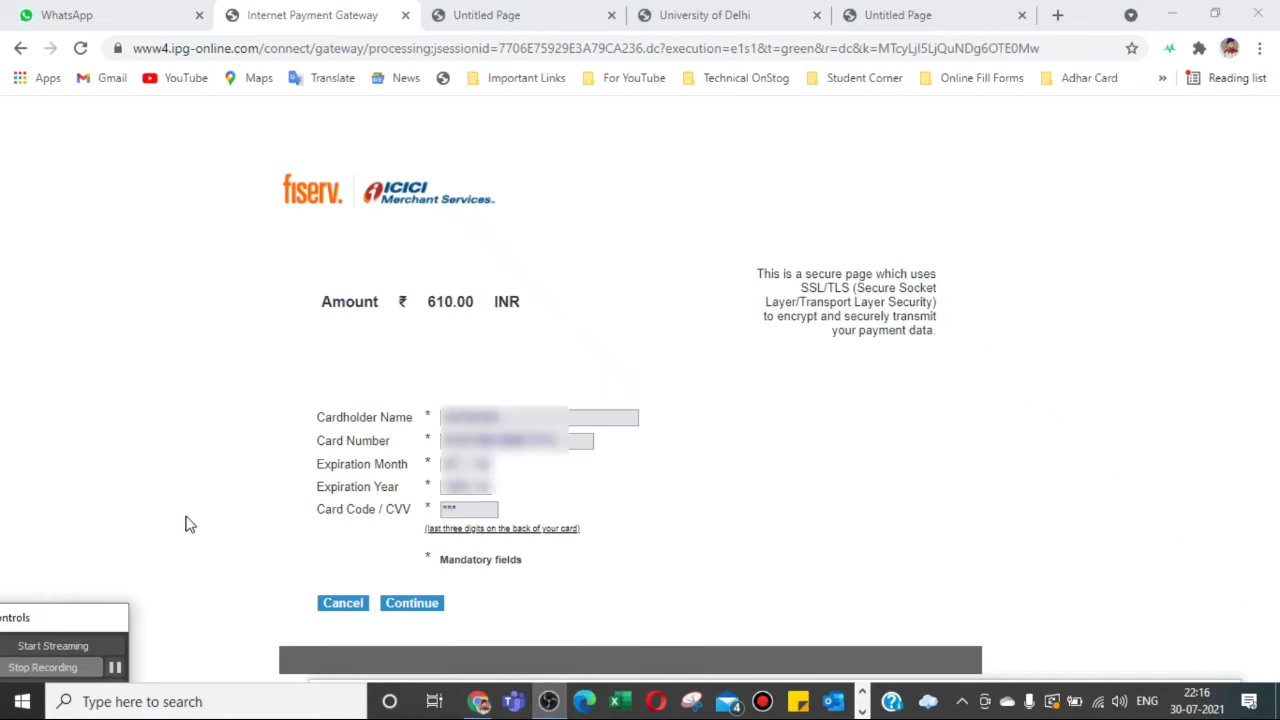 WhatsApp
Internet Payment Gateway
Untitled Page
University of Delhi
Untitled Page
www4.ipg-online.com/connect/gateway/processing;jsessionid=7706E75929E3A79CA236.dc?execution=e1s1&t=green&r=dc&k=MTcyLjI5LjQuNDg6OTE0Mw
Apps
Gmail
YouTube
Maps
Translate
News
Important Links
For YouTube
Technical OnStog
Student Corner
Online Fill Forms
Adhar Card
»
Reading list
fiserv.
ICICI
Merchant Services
This is a secure page which uses
SSL/TLS (Secure Socket
Layer/Transport Layer Security)
to encrypt and securely transmit
your payment data.
Amount ₹ 610.00 INR
Cardholder Name *
Card Number *
Expiration Month *
Expiration Year *
Card Code / CVV * ***
(last three digits on the back of your card)
* Mandatory fields
Cancel
Continue
ontrols
Start Streaming
Stop Recording
Type here to search
4
ENG
22:16
30-07-2021